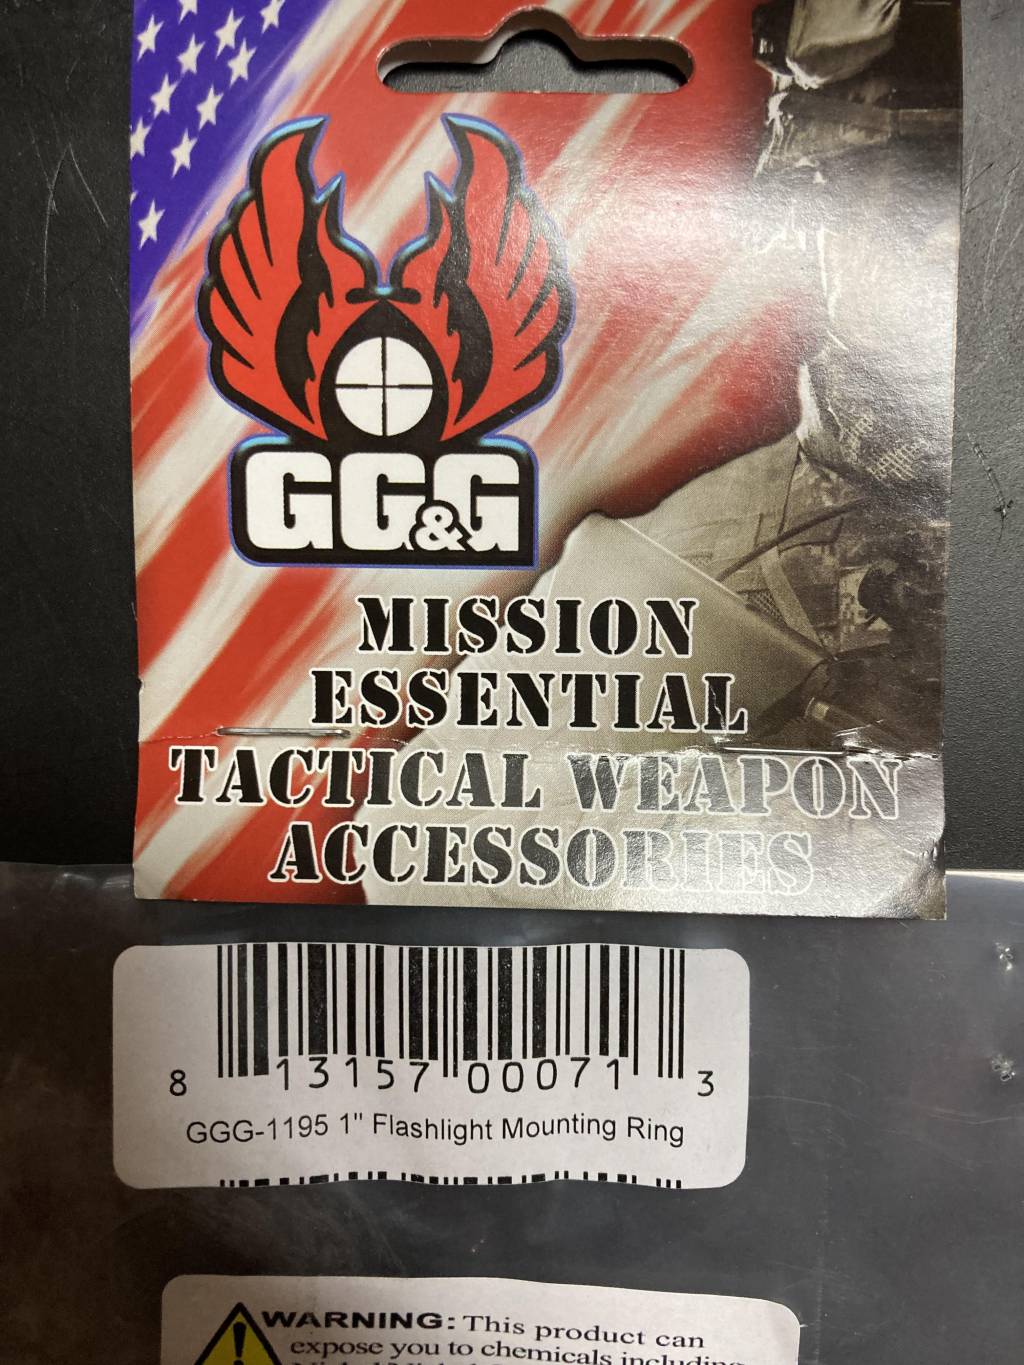 GG&G
MISSION
ESSENTIAL
TACTICAL WEAPON
ACCESSORIES
8 13157 00071 3
GGG-1195 1" Flashlight Mounting Ring
WARNING: This product can
expose you to chemicals including